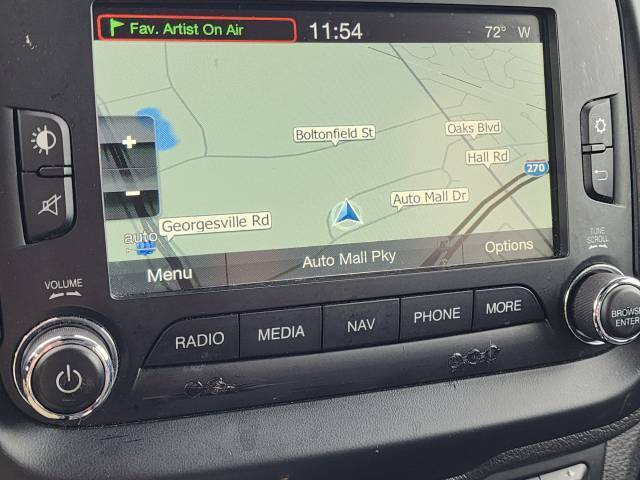 Fav. Artist On Air
11:54
72° W
Boltonfield St
Oaks Blvd
Hall Rd
270
Auto Mall Dr
Georgesville Rd
auto
Menu
Auto Mall Pky
Options
VOLUME
TUNE
SCROLL
RADIO
MEDIA
NAV
PHONE
MORE
BROWSE
ENTER